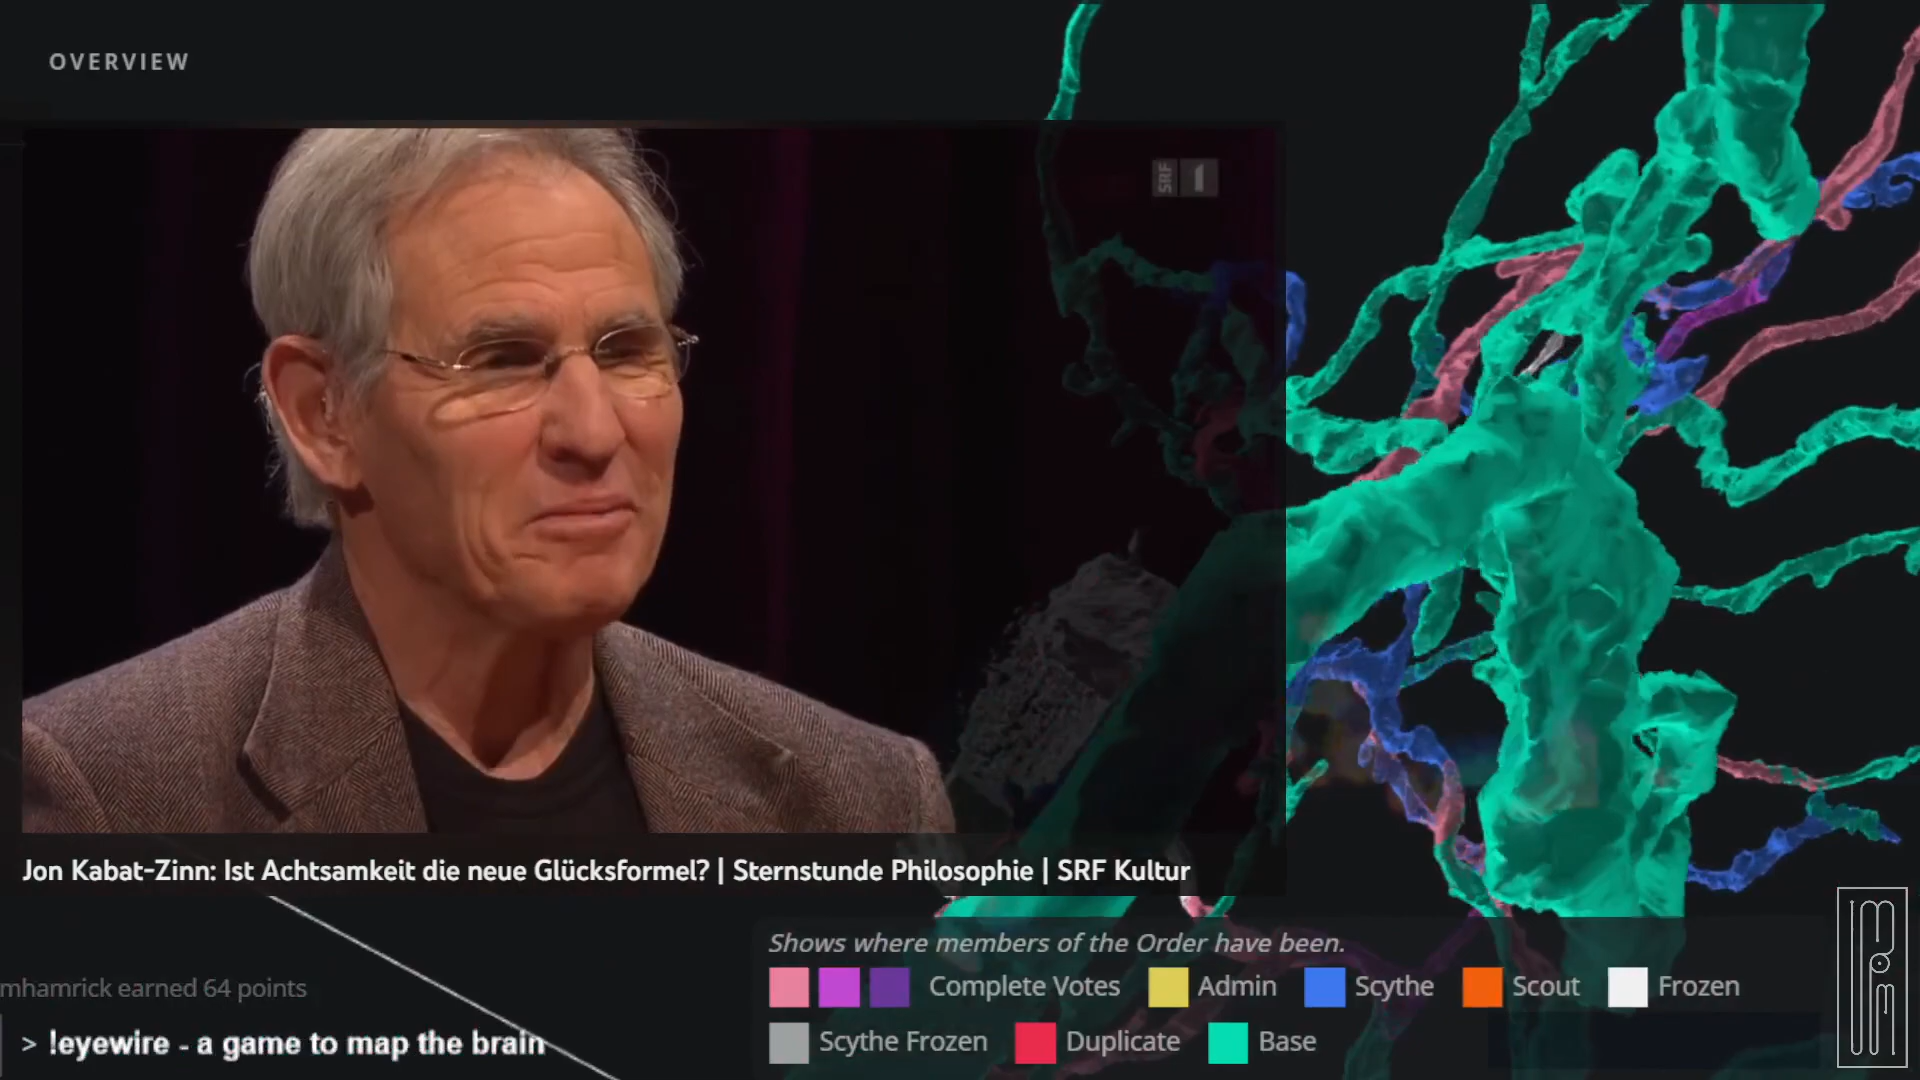 OVERVIEW
SRF 1
Jon Kabat-Zinn: Ist Achtsamkeit die neue Glücksformel? | Sternstunde Philosophie | SRF Kultur
Shows where members of the Order have been.
Complete Votes Admin Scythe Scout Frozen
Scythe Frozen Duplicate Base
mhamrick earned 64 points
> !eyewire - a game to map the brain